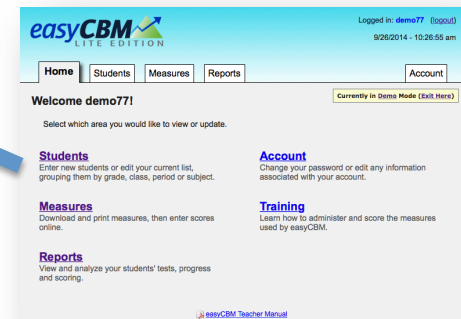 easyCBM
LITE EDITION
Logged in: demo77 (logout)
9/26/2014 - 10:26:55 am
Home Students Measures Reports Account
Welcome demo77!
Currently in Demo Mode (Exit Here)
Select which area you would like to view or update.
Students
Enter new students or edit your current list,
grouping them by grade, class, period or subject.
Account
Change your password or edit any information
associated with your account.
Measures
Download and print measures, then enter scores
online.
Training
Learn how to administer and score the measures
used by easyCBM.
Reports
View and analyze your students' tests, progress
and scoring.
easyCBM Teacher Manual